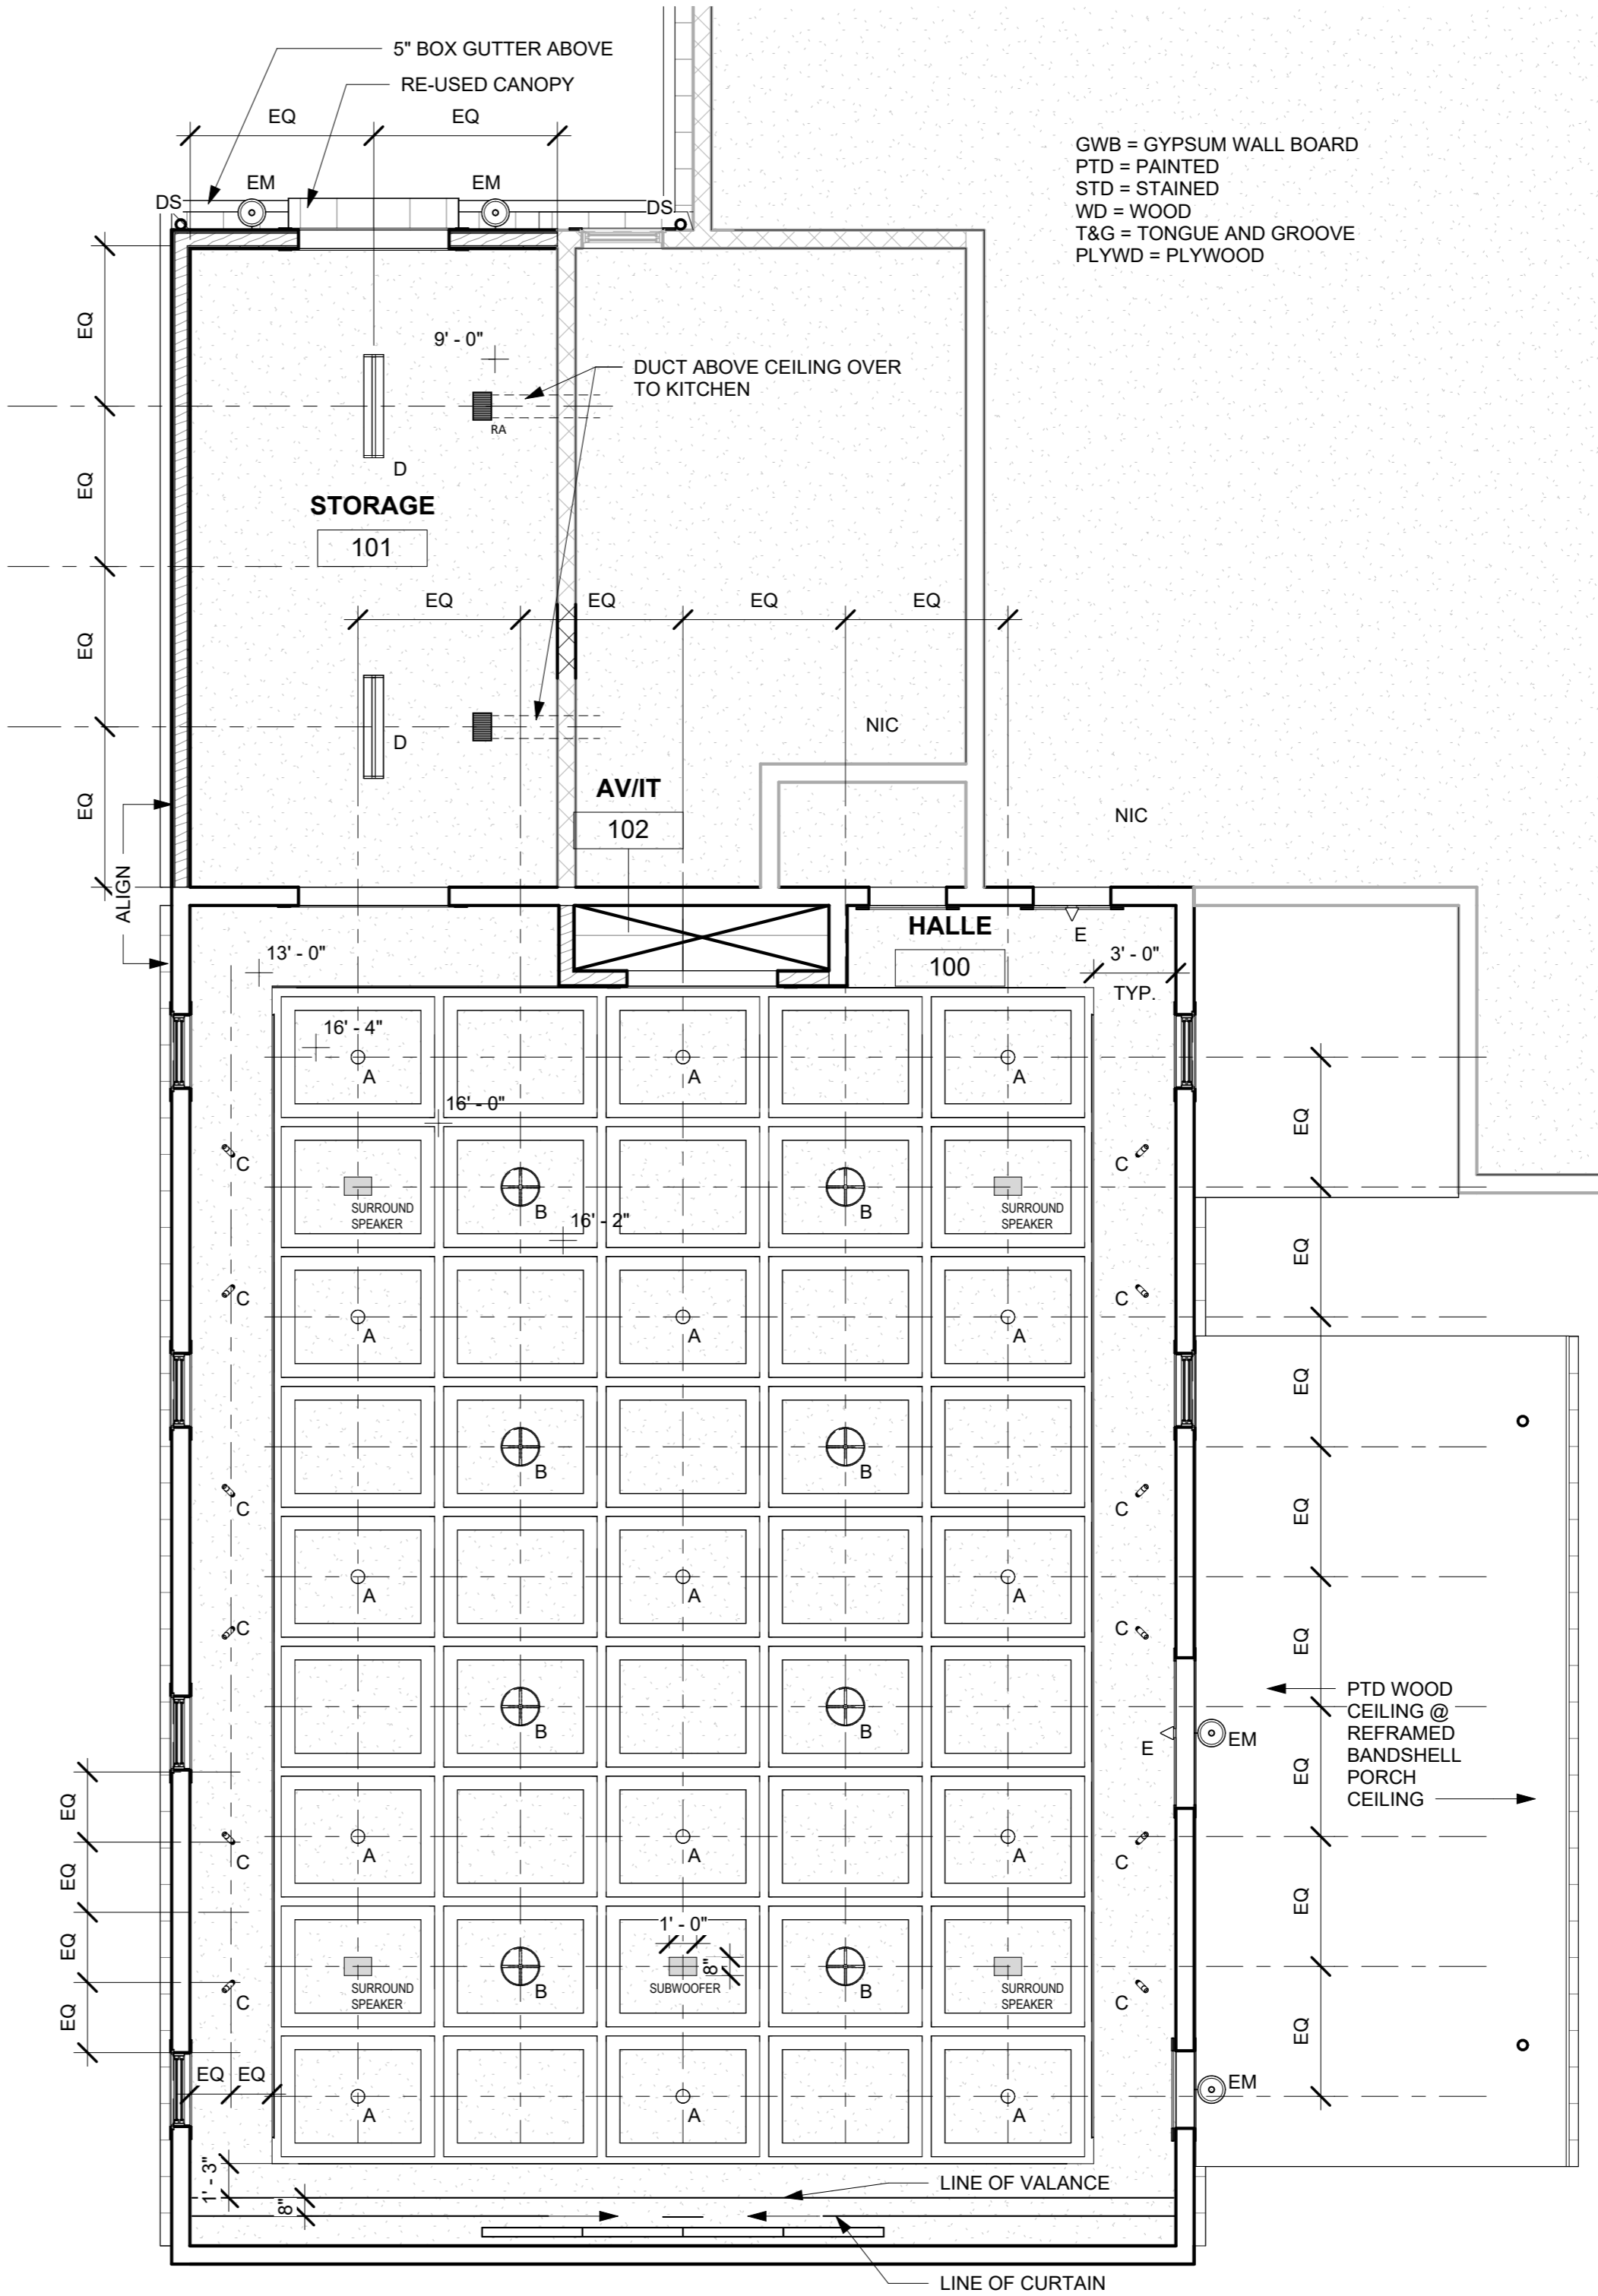 5" BOX GUTTER ABOVE
RE-USED CANOPY
EQ
EQ
GWB = GYPSUM WALL BOARD
PTD = PAINTED
STD = STAINED
WD = WOOD
T&G = TONGUE AND GROOVE
PLYWD = PLYWOOD
EM
EM
DS
DS
EQ
9' - 0"
DUCT ABOVE CEILING OVER
TO KITCHEN
RA
D
EQ
STORAGE
101
EQ
EQ
EQ
EQ
EQ
NIC
D
AV/IT
102
EQ
NIC
ALIGN
HALLE
100
E
13' - 0"
3' - 0"
TYP.
16' - 4"
A
A
A
16' - 0"
EQ
C
C
SURROUND
SPEAKER
B
B
SURROUND
SPEAKER
16' - 2"
EQ
C
C
A
A
A
EQ
B
B
C
C
EQ
A
A
A
C
C
EQ
B
B
E
EM
PTD WOOD
CEILING @
REFRAMED
BANDSHELL
PORCH
CEILING
EQ
EQ
A
A
A
C
C
EQ
EQ
1' - 0"
8"
SURROUND
SPEAKER
B
SUBWOOFER
B
SURROUND
SPEAKER
C
C
EQ
EQ
EQ
EQ
EQ
EM
A
A
A
1' - 3"
8"
LINE OF VALANCE
LINE OF CURTAIN